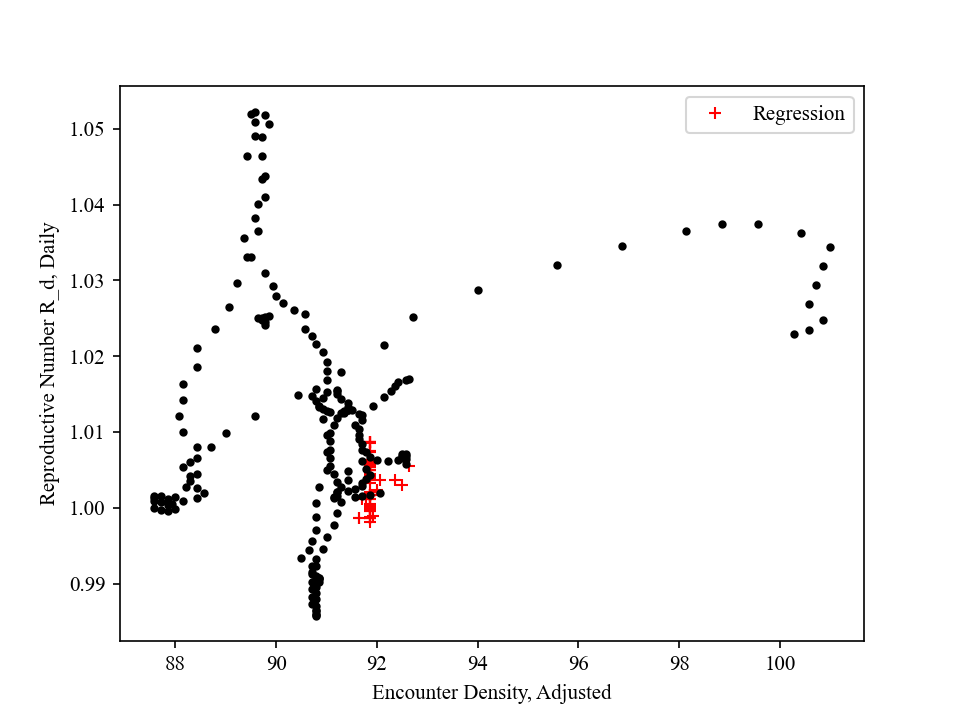 Regression
1.05
1.04
1.03
1.02
1.01
1.00
0.99
Reproductive Number R_d, Daily
88 90 92 94 96 98 100
Encounter Density, Adjusted